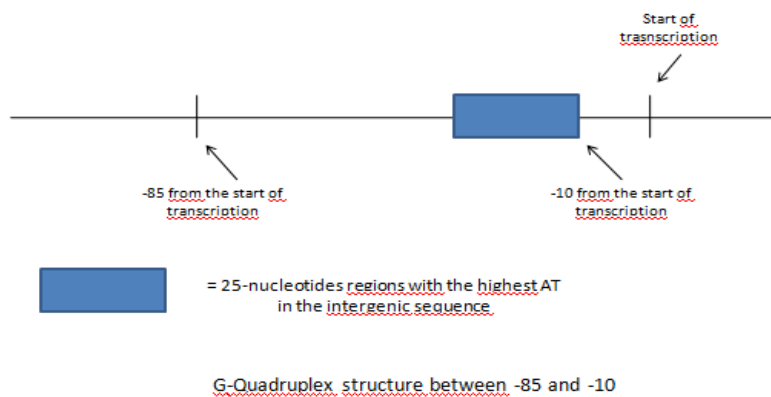 Start of
trasnscription
-85 from the start of
transcription
-10 from the start of
transcription
= 25-nucleotides regions with the highest AT
in the intergenic sequence
G-Quadruplex structure between -85 and -10